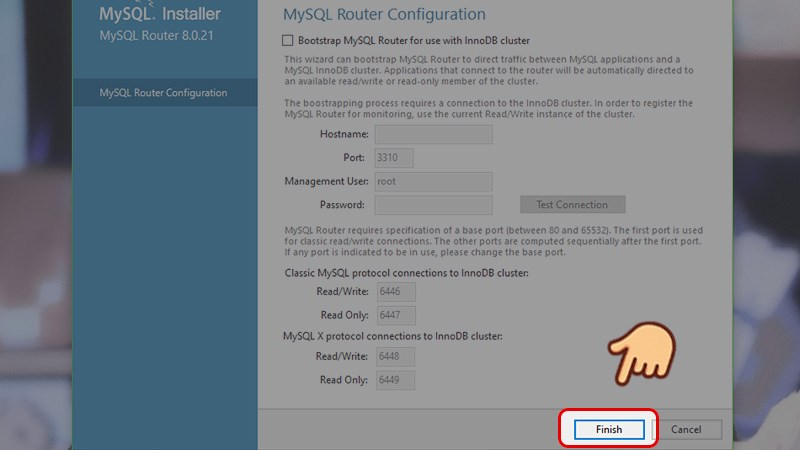 MySQL. Installer
MySQL Router 8.0.21
MySQL Router Configuration
MySQL Router Configuration
Bootstrap MySQL Router for use with InnoDB cluster
This wizard can bootstrap MySQL Router to direct traffic between MySQL applications and a
MySQL InnoDB cluster. Applications that connect to the router will be automatically directed to
an available read/write or read-only member of the cluster.
The boostrapping process requires a connection to the InnoDB cluster. In order to register the
MySQL Router for monitoring, use the current Read/Write instance of the cluster.
Hostname:
Port: 3310
Management User: root
Password: Test Connection
MySQL Router requires specification of a base port (between 80 and 65532). The first port is used
for classic read/write connections. The other ports are computed sequentially after the first port.
If any port is indicated to be in use, please change the base port.
Classic MySQL protocol connections to InnoDB cluster:
Read/Write: 6446
Read Only: 6447
MySQL X protocol connections to InnoDB cluster:
Read/Write: 6448
Read Only: 6449
Finish Cancel